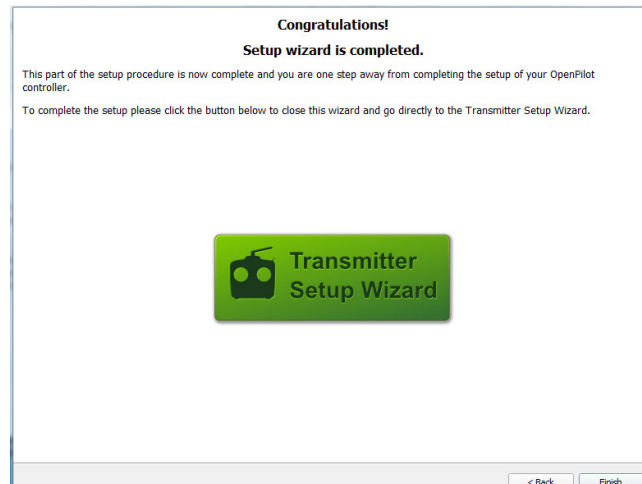 Congratulations!
Setup wizard is completed.
This part of the setup procedure is now complete and you are one step away from completing the setup of your OpenPilot
controller.
To complete the setup please click the button below to close this wizard and go directly to the Transmitter Setup Wizard.
Transmitter
Setup Wizard
< Back Finish